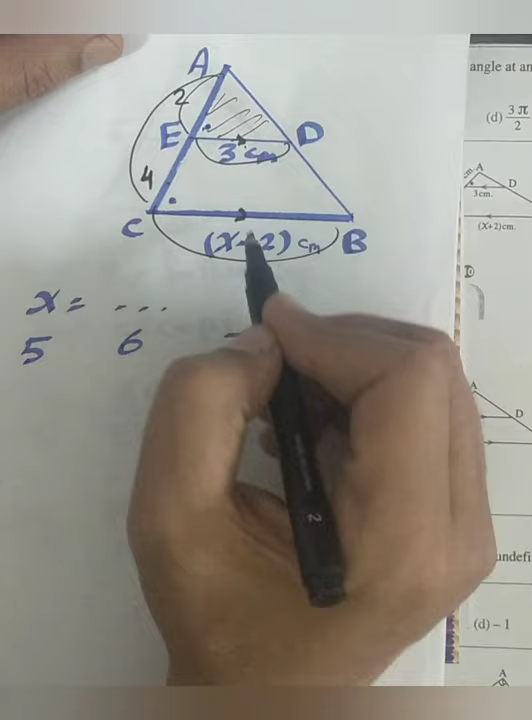 A
2
E
D
3 cm
4
C
(X+2) cm
B
X = ...
5 6
angle at an
(d) 3π/2
A
cm
D
3cm.
(X+2)cm
D
A
D
undefi
(d) – 1
A
2